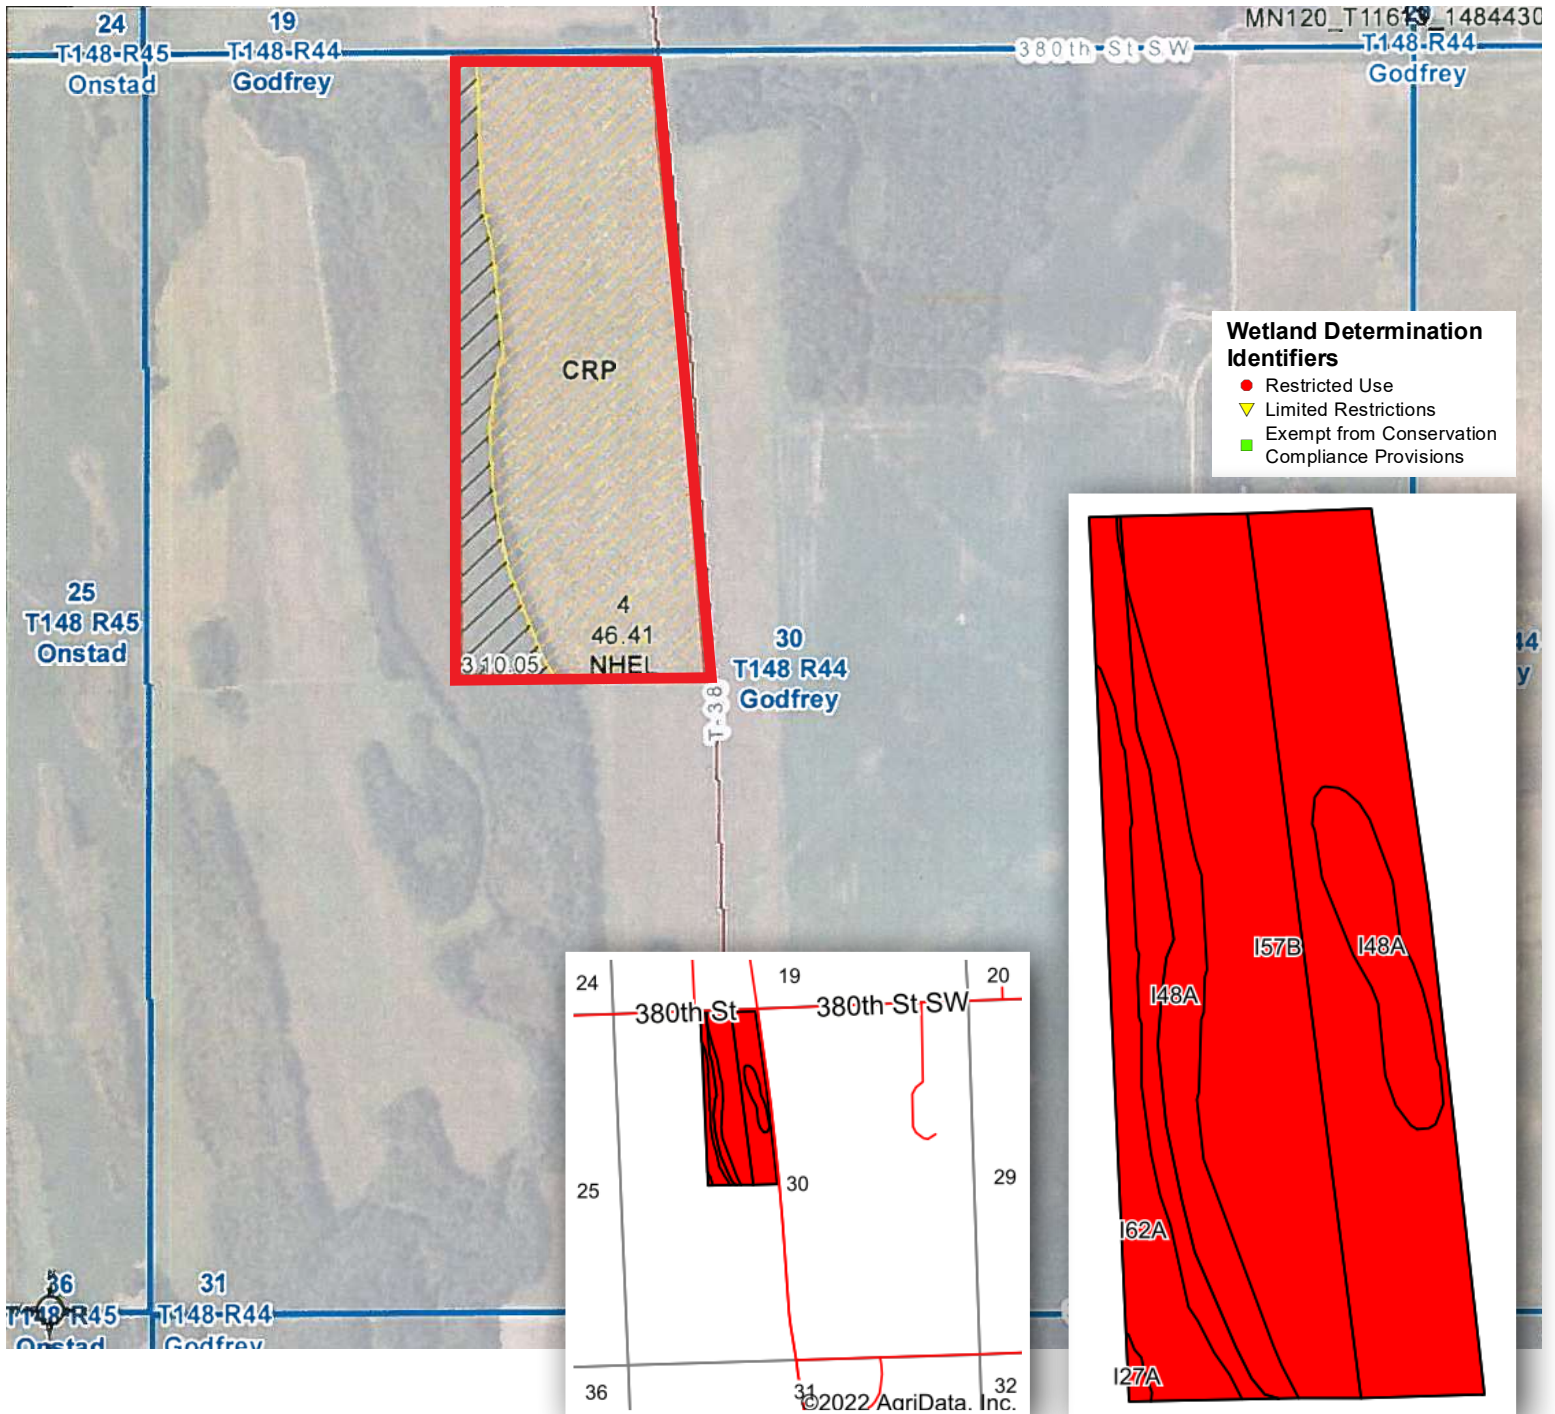 24
T148-R45
Onstad
19
T148-R44
Godfrey
380th St SW
T148-R44
Godfrey
CRP
4
46.41
NHEL
3 10.05
25
T148 R45
Onstad
30
T148 R44
Godfrey
T-38
Wetland Determination
Identifiers
Restricted Use
Limited Restrictions
Exempt from Conservation
Compliance Provisions
44
y
I57B
I48A
I48A
I62A
I27A
24
19
20
380th St
380th St SW
25
30
29
36
31
32
©2022 AgriData, Inc.
36
T148-R45
Onstad
31
T148-R44
Godfrey